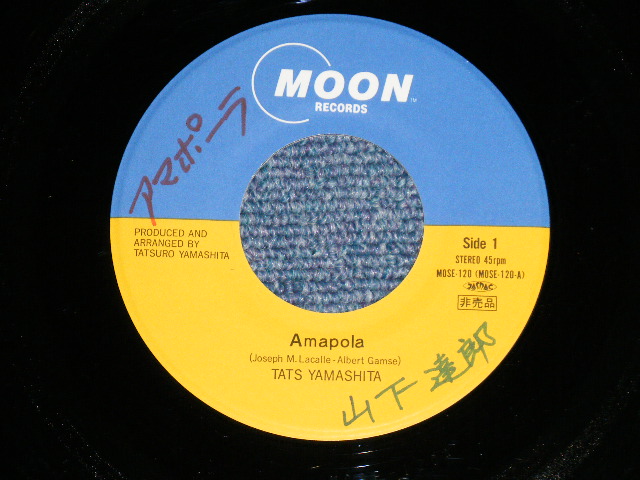 MOON
RECORDS
アマポーラ
PRODUCED AND
ARRANGED BY
TATSURO YAMASHITA
Side 1
STEREO 45rpm
MOSE-120 (MOSE-120-A)
JASRAC
非売品
Amapola
(Joseph M. Lacalle-Albert Gamse)
TATS YAMASHITA
山下達郎